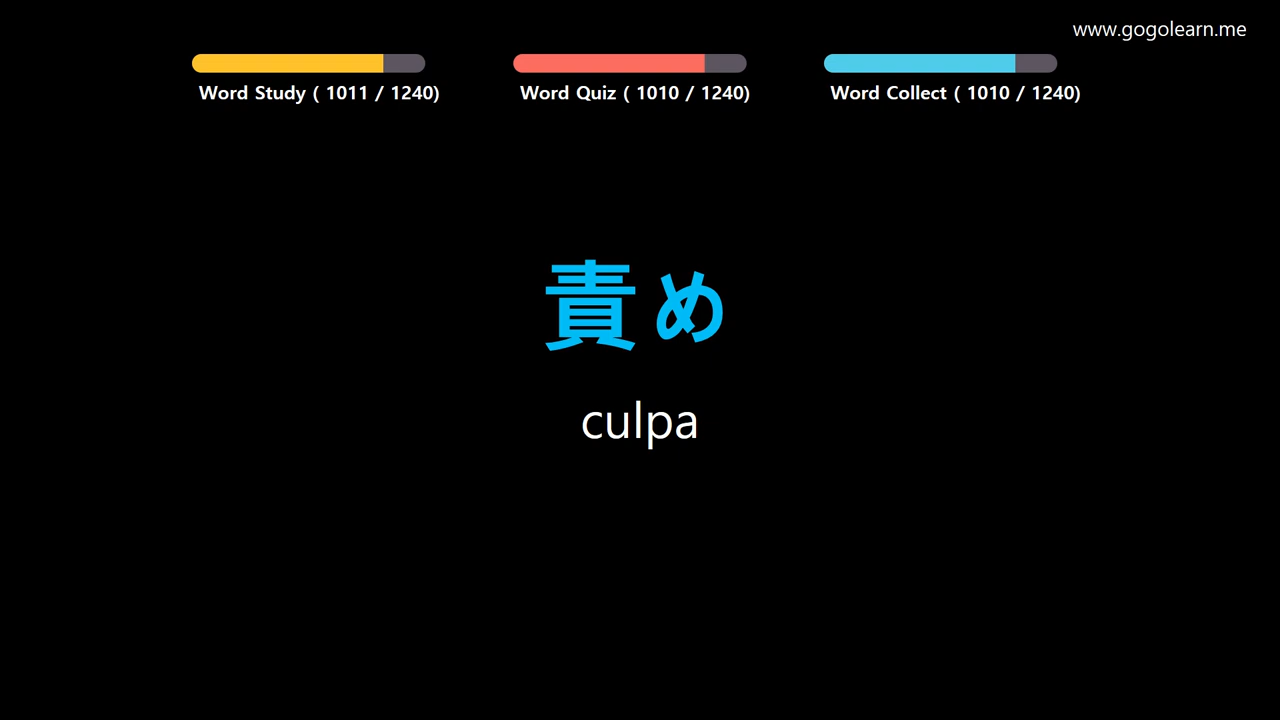 www.gogolearn.me
Word Study ( 1011 / 1240)
Word Quiz ( 1010 / 1240)
Word Collect ( 1010 / 1240)
責め
culpa